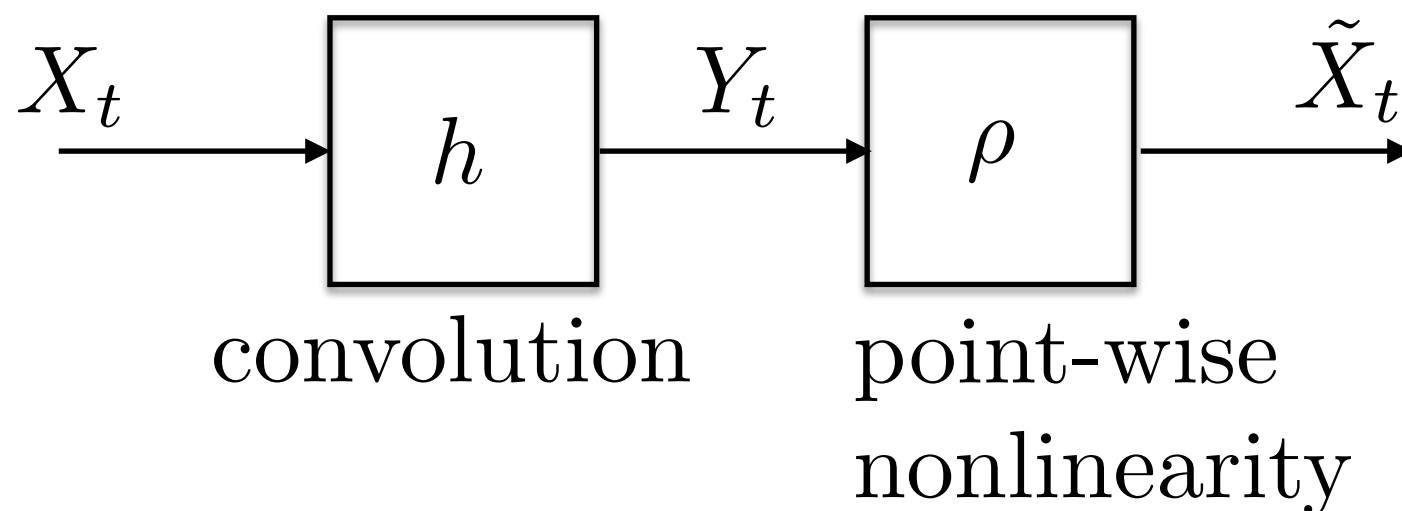 X_t
h
Y_t
ρ
X̃_t
convolution
point-wise
nonlinearity